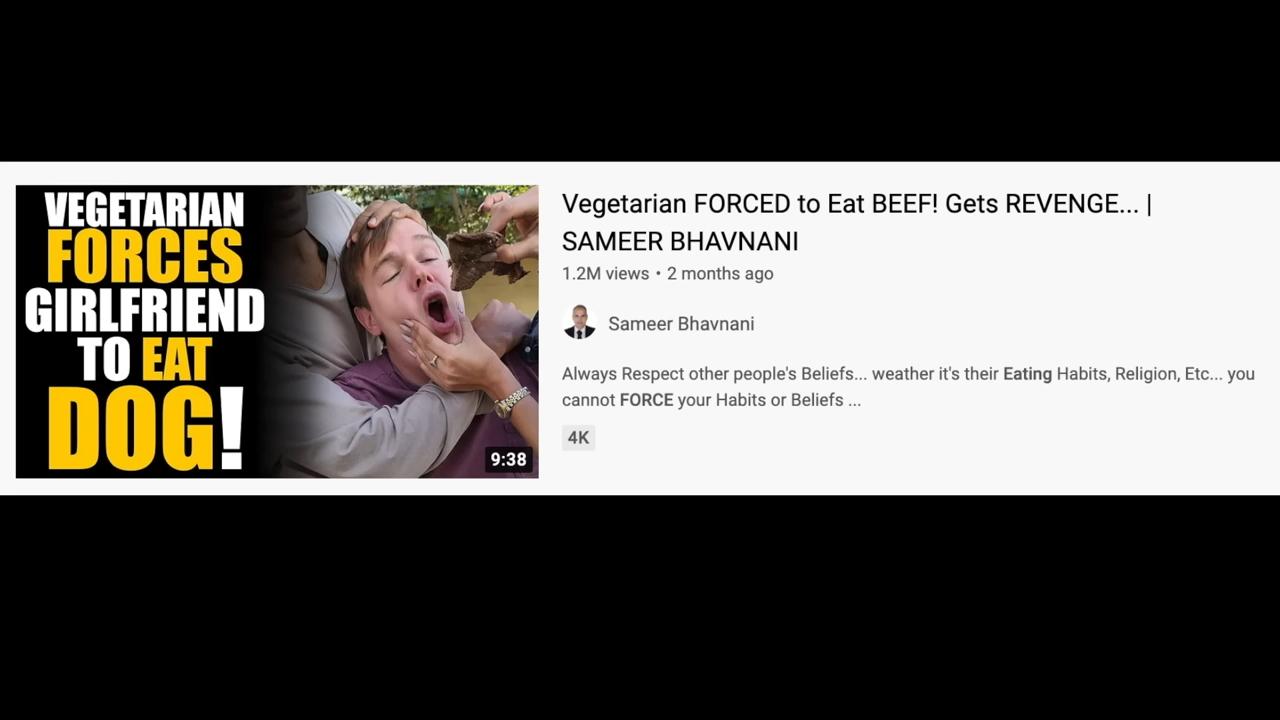 VEGETARIAN
FORCES
GIRLFRIEND
TO EAT
DOG!
9:38
Vegetarian FORCED to Eat BEEF! Gets REVENGE... |
SAMEER BHAVNANI
1.2M views • 2 months ago
Sameer Bhavnani
Always Respect other people's Beliefs... weather it's their Eating Habits, Religion, Etc... you
cannot FORCE your Habits or Beliefs ...
4K